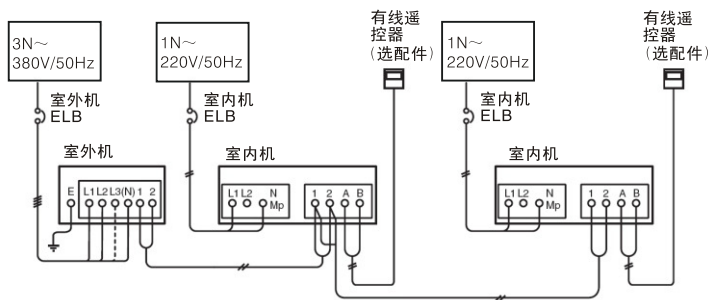 3N～
380V/50Hz
室外机
ELB
室外机
E L1 L2 L3(N) 1 2
1N～
220V/50Hz
室内机
ELB
室内机
L1 L2 N
Mp
1 2 A B
有线遥
控器
(选配件)
1N～
220V/50Hz
室内机
ELB
室内机
L1 L2 N
Mp
1 2 A B
有线遥
控器
(选配件)